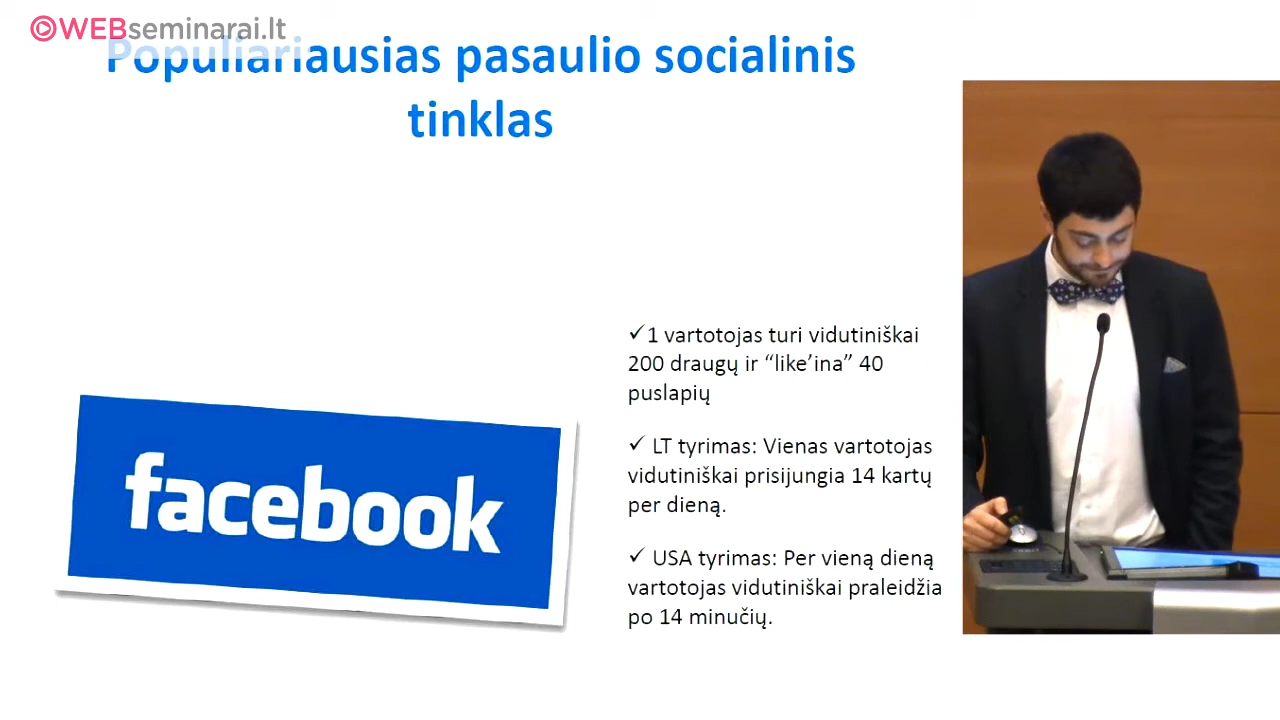 WEBseminarai.lt
Populiariausias pasaulio socialinis
tinklas
✓1 vartotojas turi vidutiniškai
200 draugų ir “like’ina” 40
puslapių
✓ LT tyrimas: Vienas vartotojas
vidutiniškai prisijungia 14 kartų
per dieną.
✓ USA tyrimas: Per vieną dieną
vartotojas vidutiniškai praleidžia
po 14 minučių.
facebook